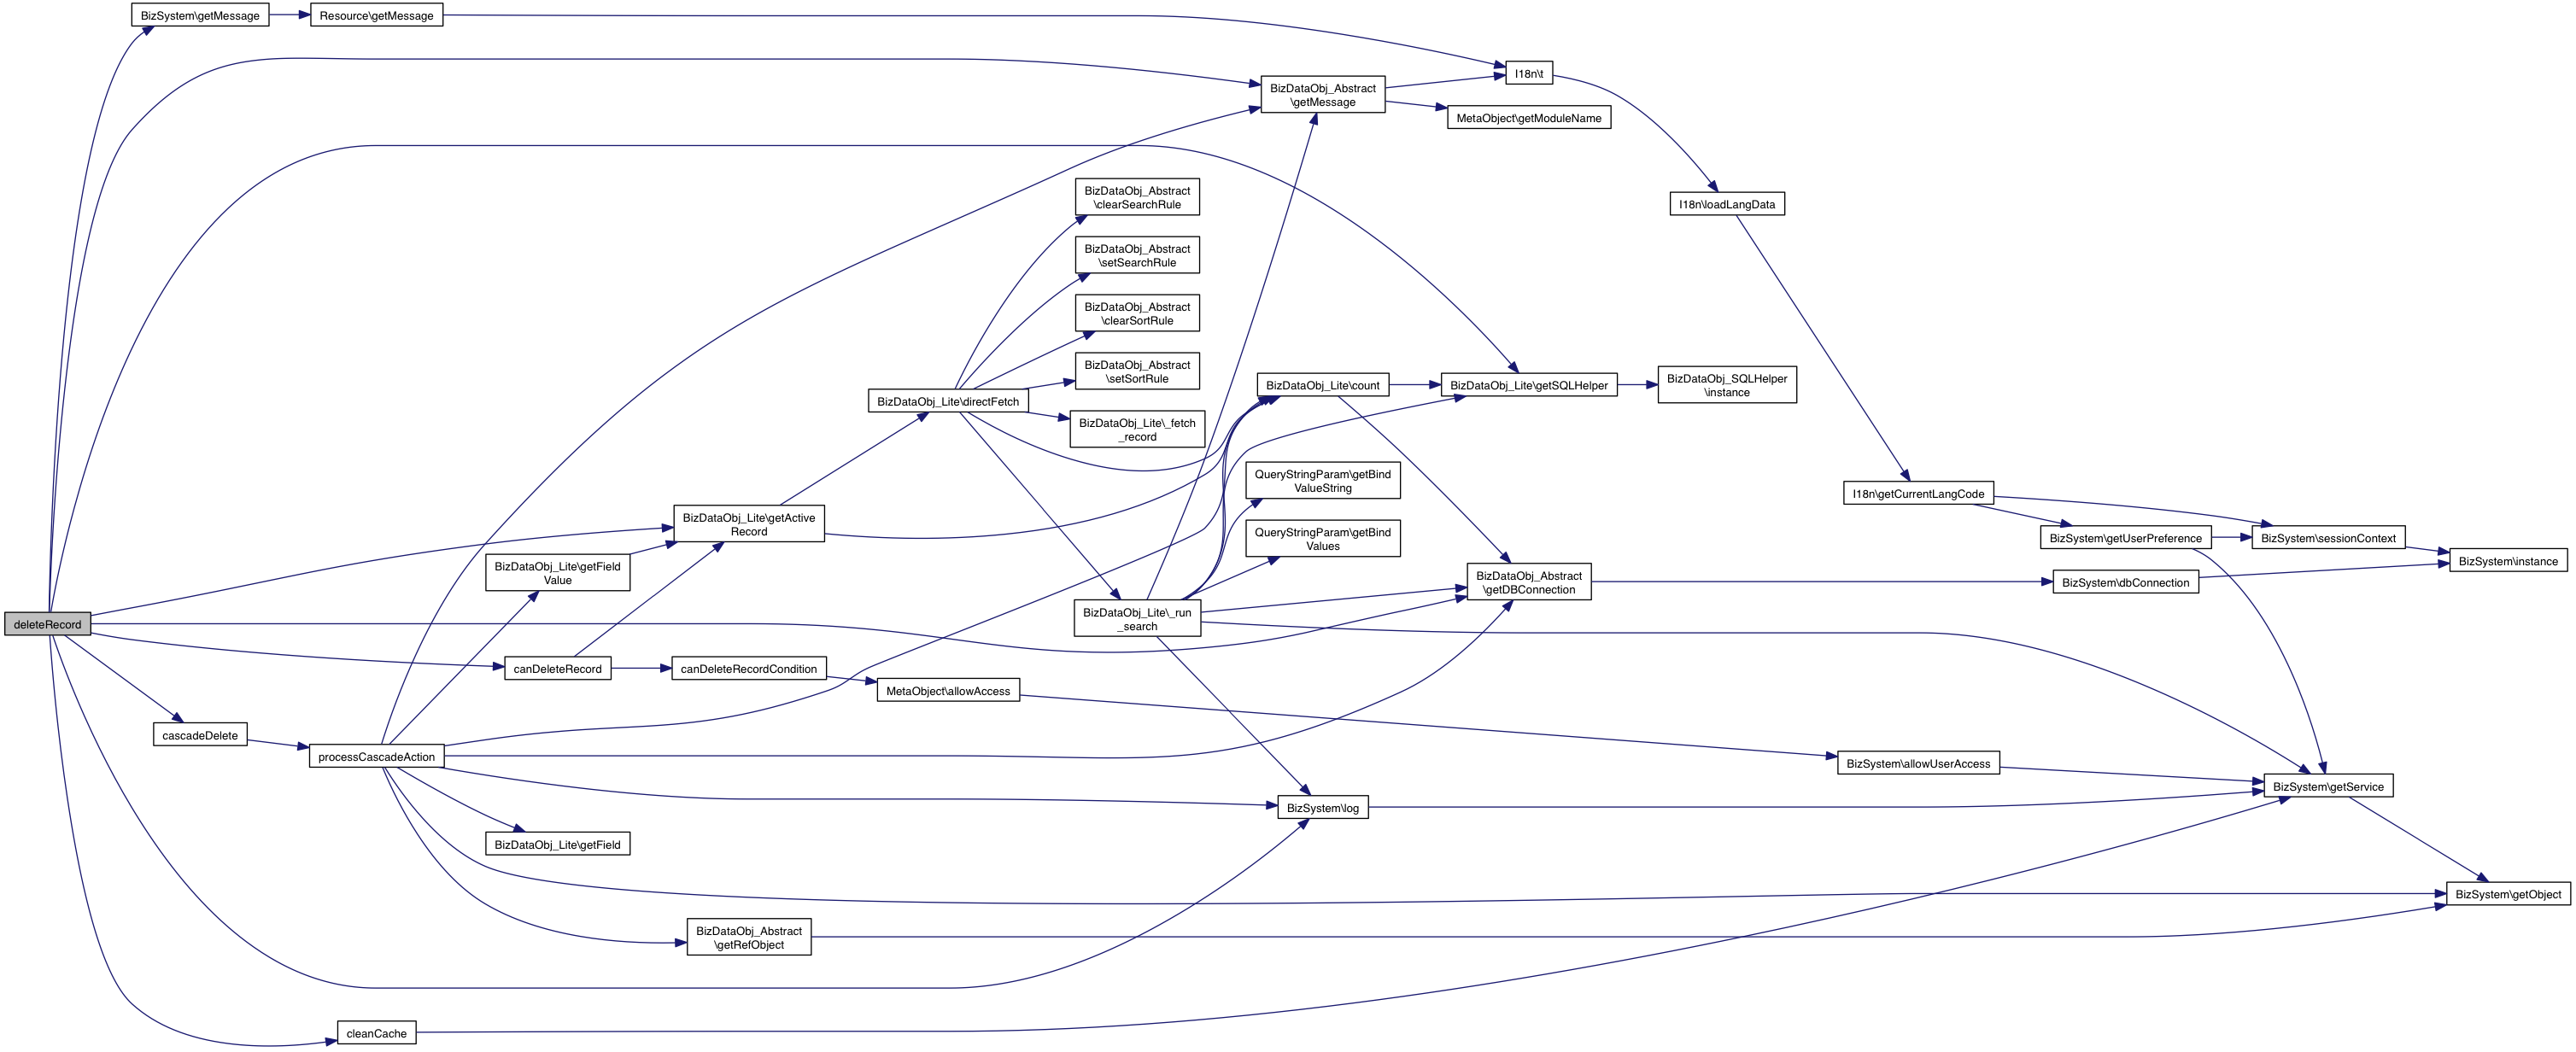 BizSystem\getMessage
Resource\getMessage
I18n\t
BizDataObj_Abstract
\getMessage
MetaObject\getModuleName
BizDataObj_Abstract
\clearSearchRule
I18n\loadLangData
BizDataObj_Abstract
\setSearchRule
BizDataObj_Abstract
\clearSortRule
BizDataObj_Abstract
\setSortRule
BizDataObj_Lite\count
BizDataObj_Lite\getSQLHelper
BizDataObj_SQLHelper
\instance
BizDataObj_Lite\directFetch
BizDataObj_Lite\_fetch
_record
QueryStringParam\getBind
ValueString
I18n\getCurrentLangCode
BizDataObj_Lite\getActive
Record
QueryStringParam\getBind
Values
BizSystem\getUserPreference
BizSystem\sessionContext
BizSystem\instance
BizDataObj_Lite\getField
Value
BizDataObj_Abstract
\getDBConnection
BizSystem\dbConnection
deleteRecord
BizDataObj_Lite\_run
_search
canDeleteRecord
canDeleteRecordCondition
MetaObject\allowAccess
cascadeDelete
processCascadeAction
BizSystem\allowUserAccess
BizSystem\getService
BizSystem\log
BizDataObj_Lite\getField
BizSystem\getObject
BizDataObj_Abstract
\getRefObject
cleanCache